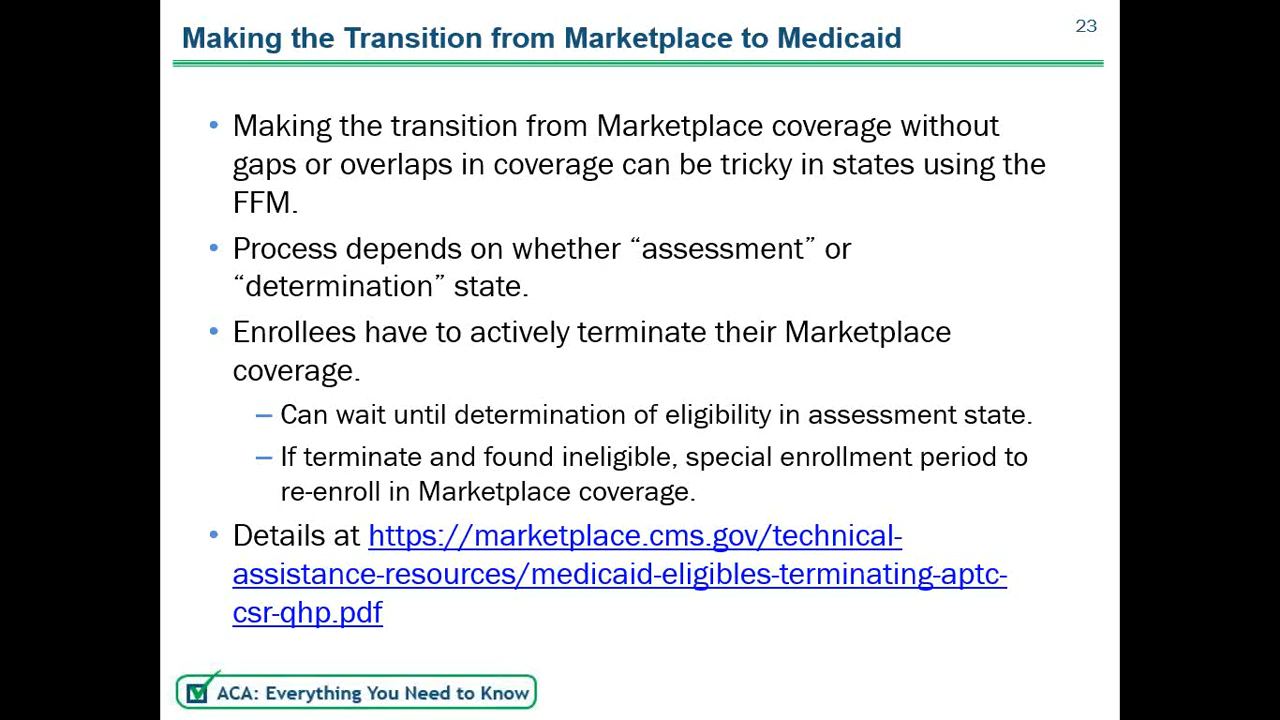 Making the Transition from Marketplace to Medicaid
23
• Making the transition from Marketplace coverage without
gaps or overlaps in coverage can be tricky in states using the
FFM.
• Process depends on whether “assessment” or
“determination” state.
• Enrollees have to actively terminate their Marketplace
coverage.
– Can wait until determination of eligibility in assessment state.
– If terminate and found ineligible, special enrollment period to
re-enroll in Marketplace coverage.
• Details at https://marketplace.cms.gov/technical-
assistance-resources/medicaid-eligibles-terminating-aptc-
csr-qhp.pdf
ACA: Everything You Need to Know